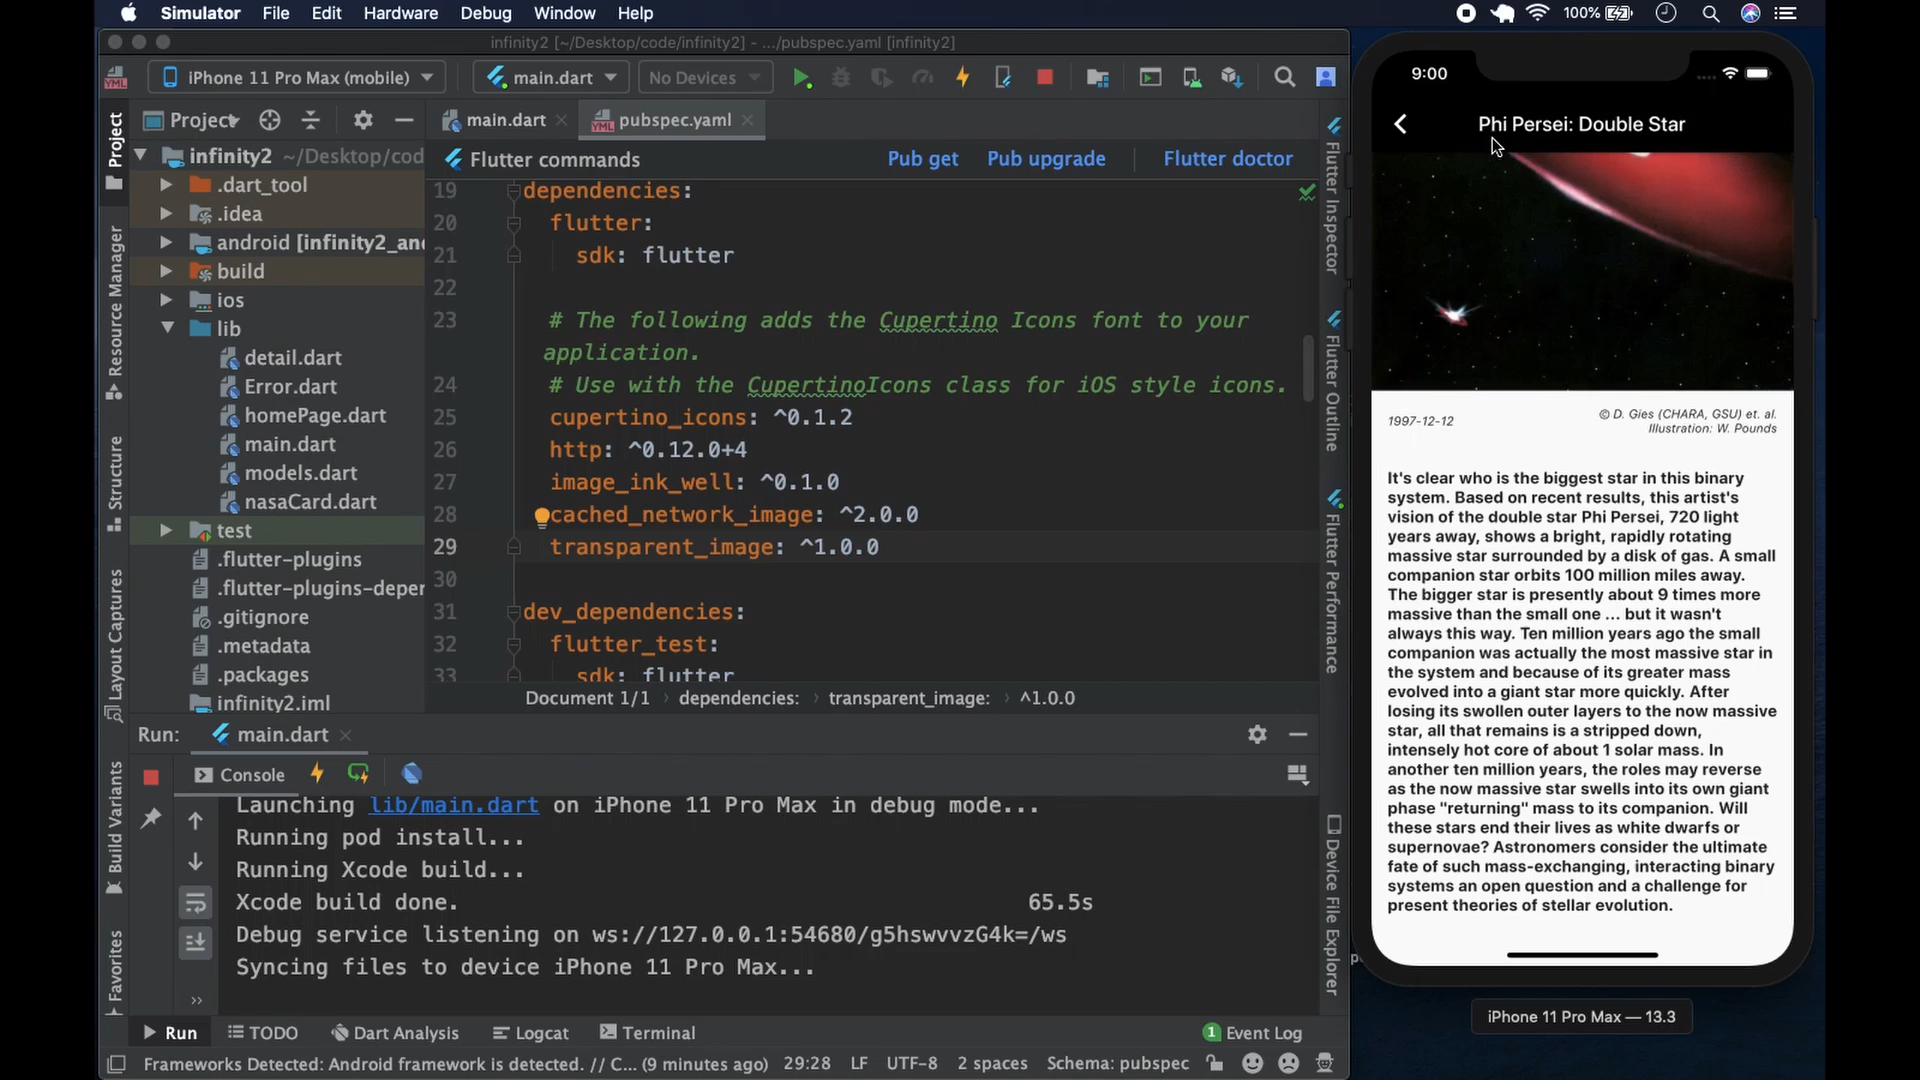 Simulator File Edit Hardware Debug Window Help 100%
infinity2 [~/Desktop/code/infinity2] - .../pubspec.yaml [infinity2]
iPhone 11 Pro Max (mobile) main.dart No Devices
Project main.dart pubspec.yaml
infinity2 ~/Desktop/cod
.dart_tool
.idea
android [infinity2_an
build
ios
lib
detail.dart
Error.dart
homePage.dart
main.dart
models.dart
nasaCard.dart
test
.flutter-plugins
.flutter-plugins-deper
.gitignore
.metadata
.packages
infinity2.iml
Project
Resource Manager
Structure
Layout Captures
Build Variants
Favorites
Flutter commands Pub get Pub upgrade Flutter doctor
19 dependencies:
20 flutter:
21 sdk: flutter
22
23 # The following adds the Cupertino Icons font to your
application.
24 # Use with the CupertinoIcons class for iOS style icons.
25 cupertino_icons: ^0.1.2
26 http: ^0.12.0+4
27 image_ink_well: ^0.1.0
28 cached_network_image: ^2.0.0
29 transparent_image: ^1.0.0
30
31 dev_dependencies:
32 flutter_test:
33 sdk: flutter
Document 1/1 dependencies: transparent_image: ^1.0.0
Flutter Inspector
Flutter Outline
Flutter Performance
Device File Explorer
Run: main.dart
Console
Launching lib/main.dart on iPhone 11 Pro Max in debug mode...
Running pod install...
Running Xcode build...
Xcode build done. 65.5s
Debug service listening on ws://127.0.0.1:54680/g5hswvvzG4k=/ws
Syncing files to device iPhone 11 Pro Max...
Run TODO Dart Analysis Logcat Terminal 1 Event Log
Frameworks Detected: Android framework is detected. // C... (9 minutes ago) 29:28 LF UTF-8 2 spaces Schema: pubspec
9:00
Phi Persei: Double Star
1997-12-12
© D. Gies (CHARA, GSU) et. al.
Illustration: W. Pounds
It's clear who is the biggest star in this binary
system. Based on recent results, this artist's
vision of the double star Phi Persei, 720 light
years away, shows a bright, rapidly rotating
massive star surrounded by a disk of gas. A small
companion star orbits 100 million miles away.
The bigger star is presently about 9 times more
massive than the small one ... but it wasn't
always this way. Ten million years ago the small
companion was actually the most massive star in
the system and because of its greater mass
evolved into a giant star more quickly. After
losing its swollen outer layers to the now massive
star, all that remains is a stripped down,
intensely hot core of about 1 solar mass. In
another ten million years, the roles may reverse
as the now massive star swells into its own giant
phase "returning" mass to its companion. Will
these stars end their lives as white dwarfs or
supernovae? Astronomers consider the ultimate
fate of such mass-exchanging, interacting binary
systems an open question and a challenge for
present theories of stellar evolution.
iPhone 11 Pro Max — 13.3